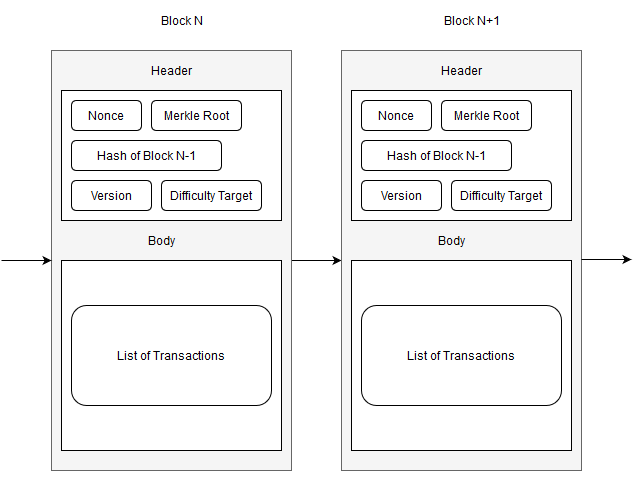 Block N
Block N+1
Header
Header
Nonce
Merkle Root
Nonce
Merkle Root
Hash of Block N-1
Hash of Block N-1
Version
Difficulty Target
Version
Difficulty Target
Body
Body
List of Transactions
List of Transactions